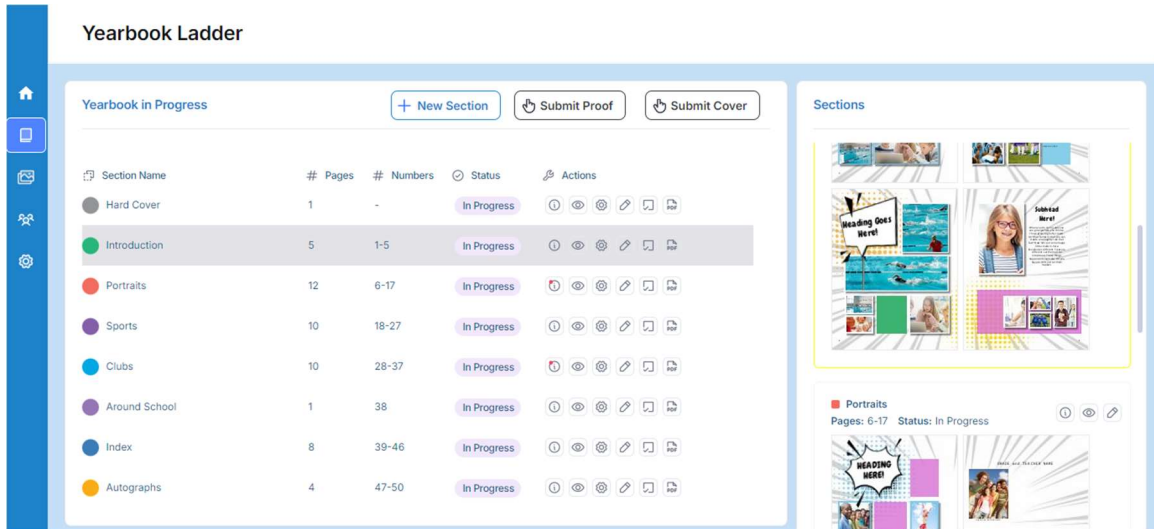 Yearbook Ladder
Yearbook in Progress
New Section
Submit Proof
Submit Cover
Section Name # Pages # Numbers Status Actions
Hard Cover 1 - In Progress
Introduction 5 1-5 In Progress
Portraits 12 6-17 In Progress
Sports 10 18-27 In Progress
Clubs 10 28-37 In Progress
Around School 1 38 In Progress
Index 8 39-46 In Progress
Autographs 4 47-50 In Progress
Sections
Heading Goes
Here!
Subhead
Here!
Portraits
Pages: 6-17 Status: In Progress
HEADING
HERE!